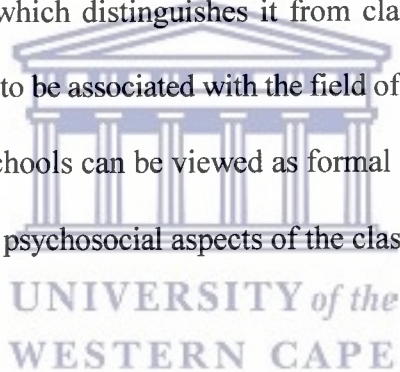 which distinguishes it from cla
to be associated with the field of
chools can be viewed as formal
psychosocial aspects of the clas
UNIVERSITY of the
WESTERN CAPE